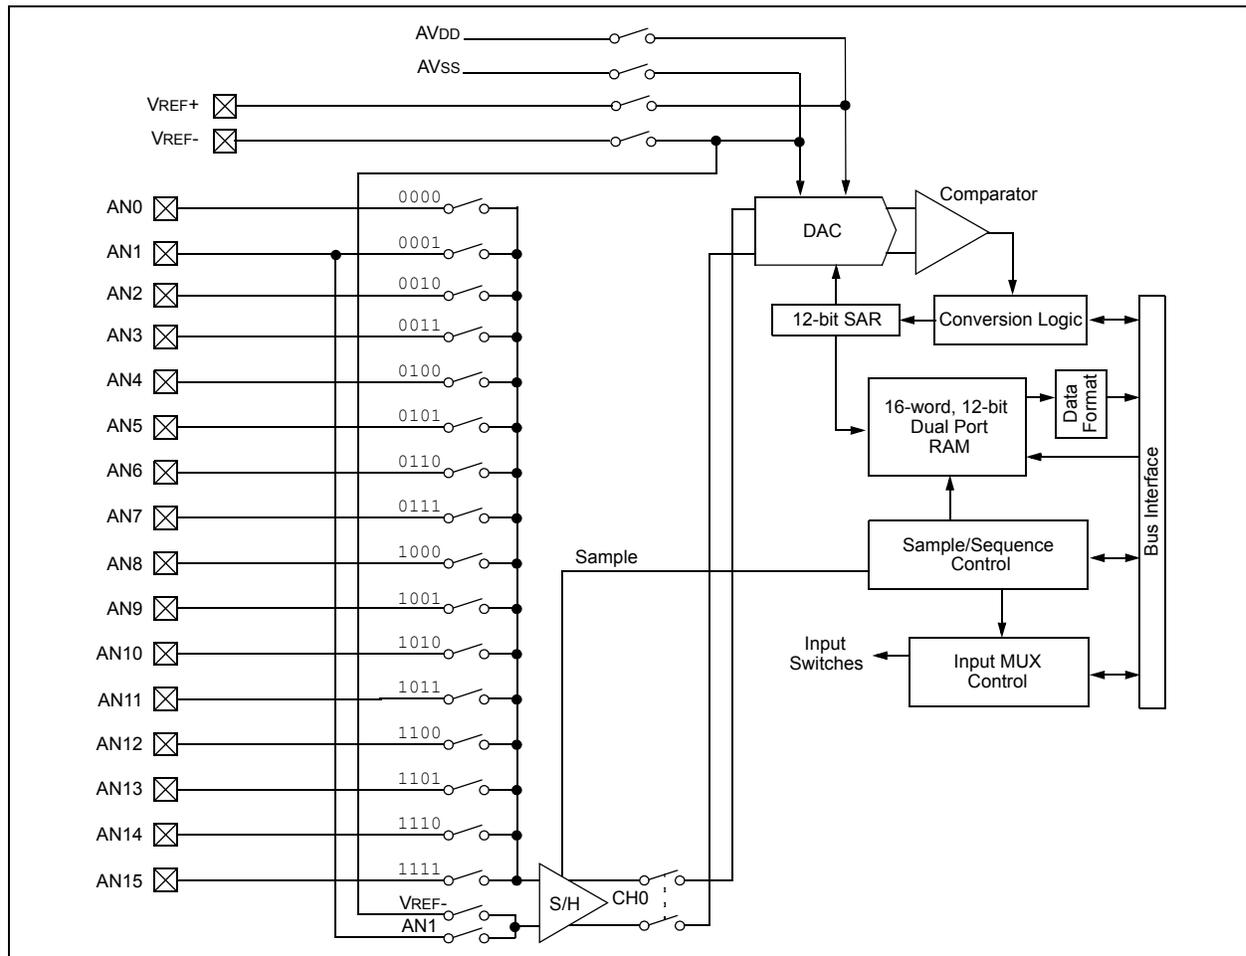 AVDD
AVSS
VREF+
VREF-
AN0 0000
AN1 0001
AN2 0010
AN3 0011
AN4 0100
AN5 0101
AN6 0110
AN7 0111
AN8 1000
AN9 1001
AN10 1010
AN11 1011
AN12 1100
AN13 1101
AN14 1110
AN15 1111
VREF-
AN1
S/H
CH0
Sample
DAC
Comparator
12-bit SAR
Conversion Logic
16-word, 12-bit
Dual Port
RAM
Data
Format
Bus Interface
Sample/Sequence
Control
Input
Switches
Input MUX
Control